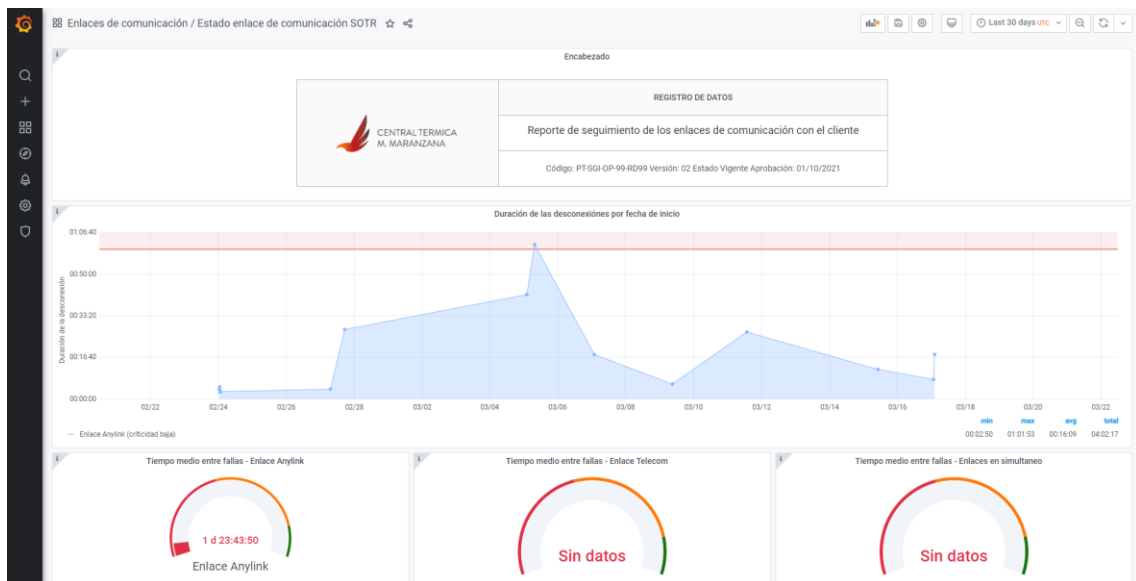 Enlaces de comunicación / Estado enlace de comunicación SOTR
Last 30 days UTC
Encabezado
CENTRAL TERMICA
M. MARANZANA
REGISTRO DE DATOS
Reporte de seguimiento de los enlaces de comunicación con el cliente
Código: PT-SGI-OP-99-RD99 Versión: 02 Estado Vigente Aprobación: 01/10/2021
Duración de las desconexiónes por fecha de inicio
Duración de la desconexión
01:06:40
00:50:00
00:33:20
00:16:40
00:00:00
02/22 02/24 02/26 02/28 03/02 03/04 03/06 03/08 03/10 03/12 03/14 03/16 03/18 03/20 03/22
min max avg total
Enlace Anylink (criticidad baja) 00:02:50 01:01:53 00:16:09 04:02:17
Tiempo medio entre fallas - Enlace Anylink
1 d 23:43:50
Enlace Anylink
Tiempo medio entre fallas - Enlace Telecom
Sin datos
Tiempo medio entre fallas - Enlaces en simultaneo
Sin datos